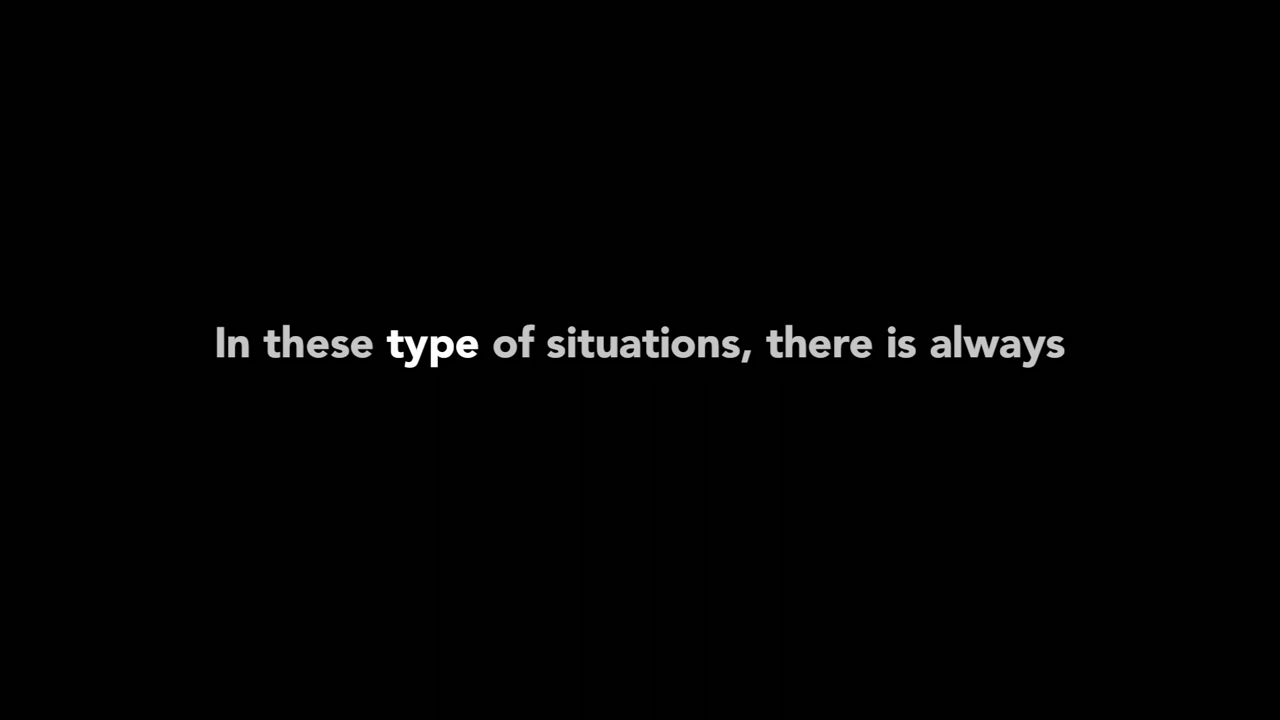 In these type of situations, there is always